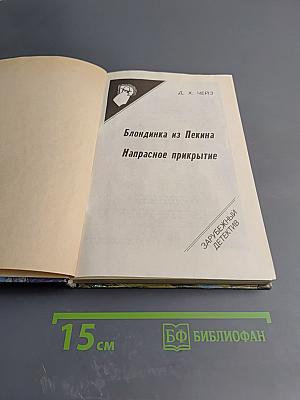 Д. Х. ЧЕЙЗ
Блондинка из Пекина
Напрасное прикрытие
ЗАРУБЕЖНЫЙ
ДЕТЕКТИВ
15 см
БФ БИБЛИОФАН